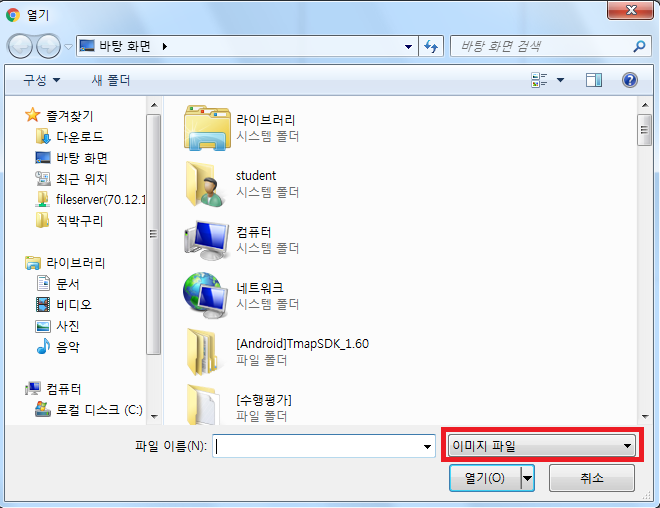 열기
바탕 화면
바탕 화면 검색
구성
새 폴더
즐겨찾기
다운로드
바탕 화면
최근 위치
fileserver(70.12.1
직박구리
라이브러리
문서
비디오
사진
음악
컴퓨터
로컬 디스크 (C:)
라이브러리
시스템 폴더
student
시스템 폴더
컴퓨터
시스템 폴더
네트워크
시스템 폴더
[Android]TmapSDK_1.60
파일 폴더
[수행평가]
파일 폴더
파일 이름(N):
이미지 파일
열기(O)
취소